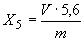 X₅ = V · 5,6 / m